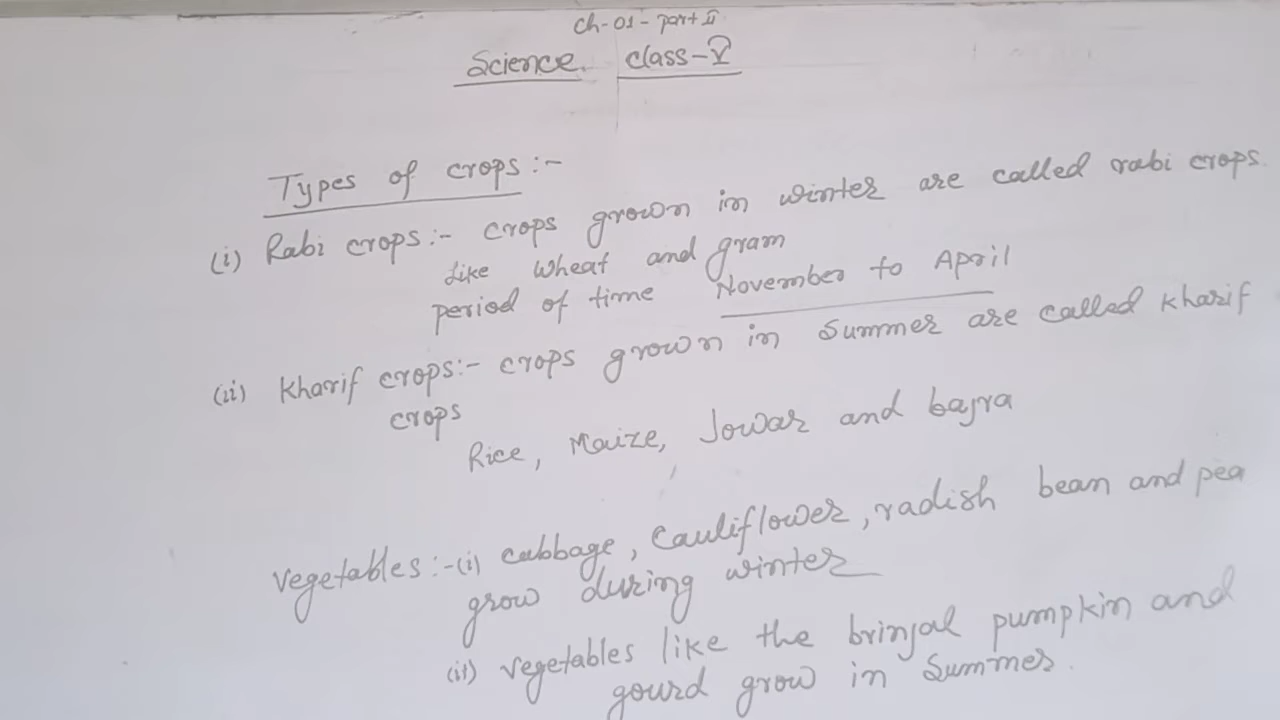 Ch-01-part II
Science class-V
Types of crops:-
(i) Rabi crops:- crops grown in winter are called rabi crops.
Like wheat and gram
period of time November to April
(ii) Kharif crops:- crops grown in Summer are called kharif
crops
Rice, Maize, Jowar and bajra
Vegetables:-(i) cabbage, Cauliflower, radish bean and pea
grow during winter
(ii) vegetables like the brinjal pumpkin and
gourd grow in Summer.